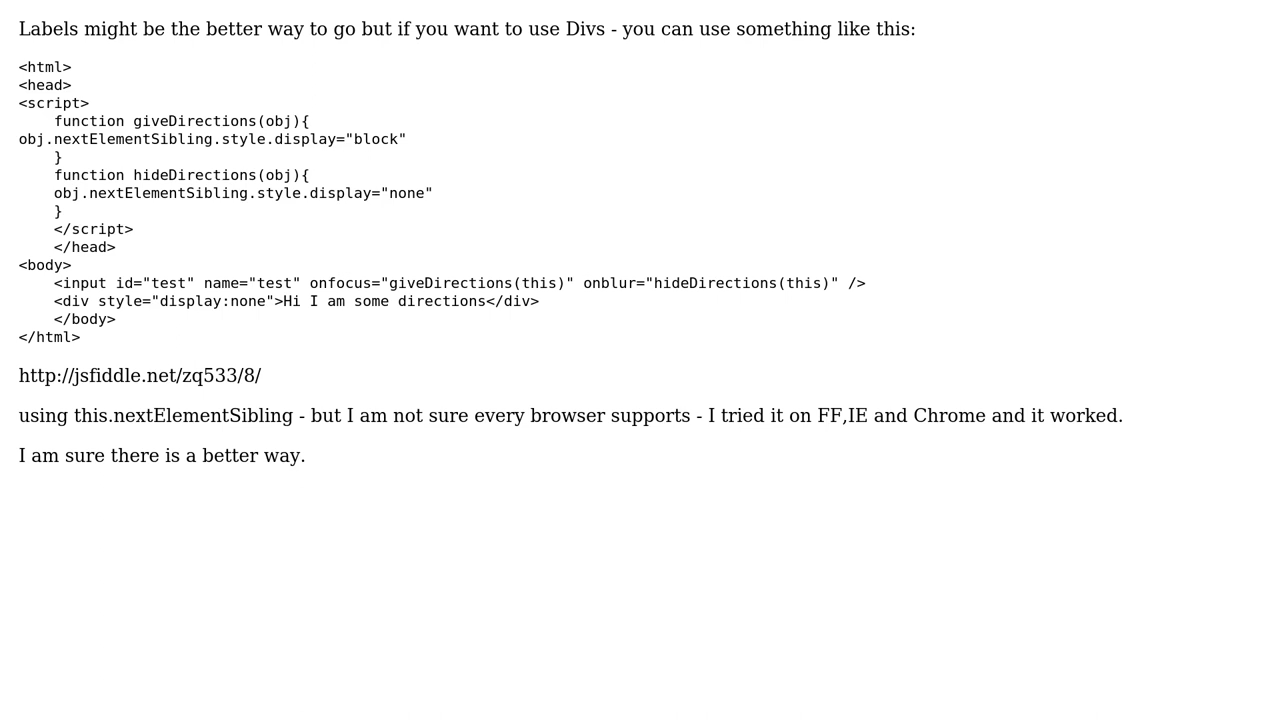 Labels might be the better way to go but if you want to use Divs - you can use something like this:
<html>
<head>
<script>
    function giveDirections(obj){
obj.nextElementSibling.style.display="block"
    }
    function hideDirections(obj){
    obj.nextElementSibling.style.display="none"
    }
    </script>
    </head>
<body>
    <input id="test" name="test" onfocus="giveDirections(this)" onblur="hideDirections(this)" />
    <div style="display:none">Hi I am some directions</div>
    </body>
</html>
http://jsfiddle.net/zq533/8/
using this.nextElementSibling - but I am not sure every browser supports - I tried it on FF,IE and Chrome and it worked.
I am sure there is a better way.